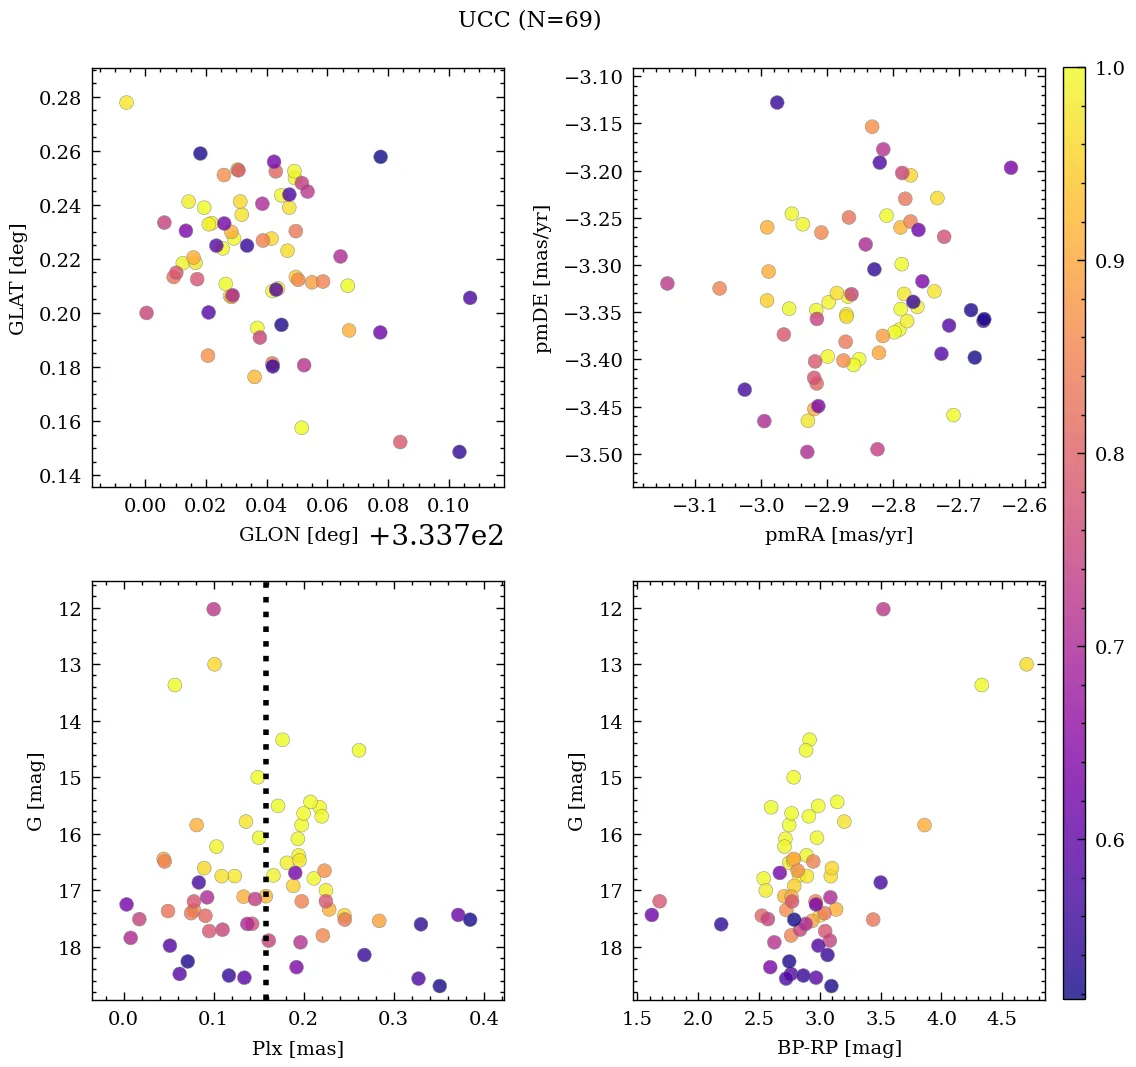 UCC (N=69)
0.28
0.26
0.24
0.22
0.20
0.18
0.16
0.14
GLAT [deg]
0.00 0.02 0.04 0.06 0.08 0.10
GLON [deg]
+3.337e2
−3.10
−3.15
−3.20
−3.25
−3.30
−3.35
−3.40
−3.45
−3.50
pmDE [mas/yr]
−3.1 −3.0 −2.9 −2.8 −2.7 −2.6
pmRA [mas/yr]
1.0
0.9
0.8
0.7
0.6
12
13
14
15
16
17
18
G [mag]
0.0 0.1 0.2 0.3 0.4
Plx [mas]
12
13
14
15
16
17
18
G [mag]
1.5 2.0 2.5 3.0 3.5 4.0 4.5
BP-RP [mag]